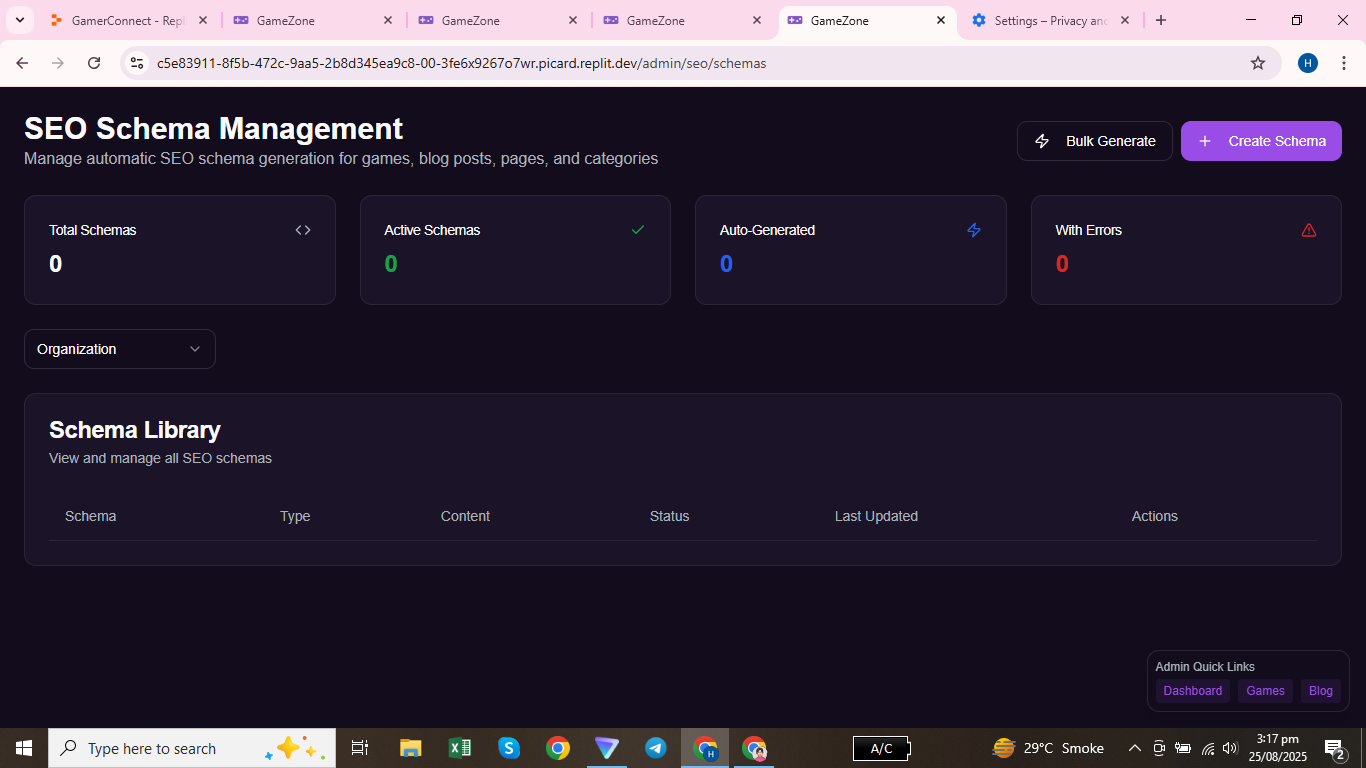 GamerConnect - Repl
GameZone
GameZone
GameZone
GameZone
Settings – Privacy and
c5e83911-8f5b-472c-9aa5-2b8d345ea9c8-00-3fe6x9267o7wr.picard.replit.dev/admin/seo/schemas
H
SEO Schema Management
Manage automatic SEO schema generation for games, blog posts, pages, and categories
Bulk Generate
Create Schema
Total Schemas
0
Active Schemas
0
Auto-Generated
0
With Errors
0
Organization
Schema Library
View and manage all SEO schemas
Schema Type Content Status Last Updated Actions
Admin Quick Links
Dashboard Games Blog
Type here to search
A/C
29°C Smoke
3:17 pm
25/08/2025
2